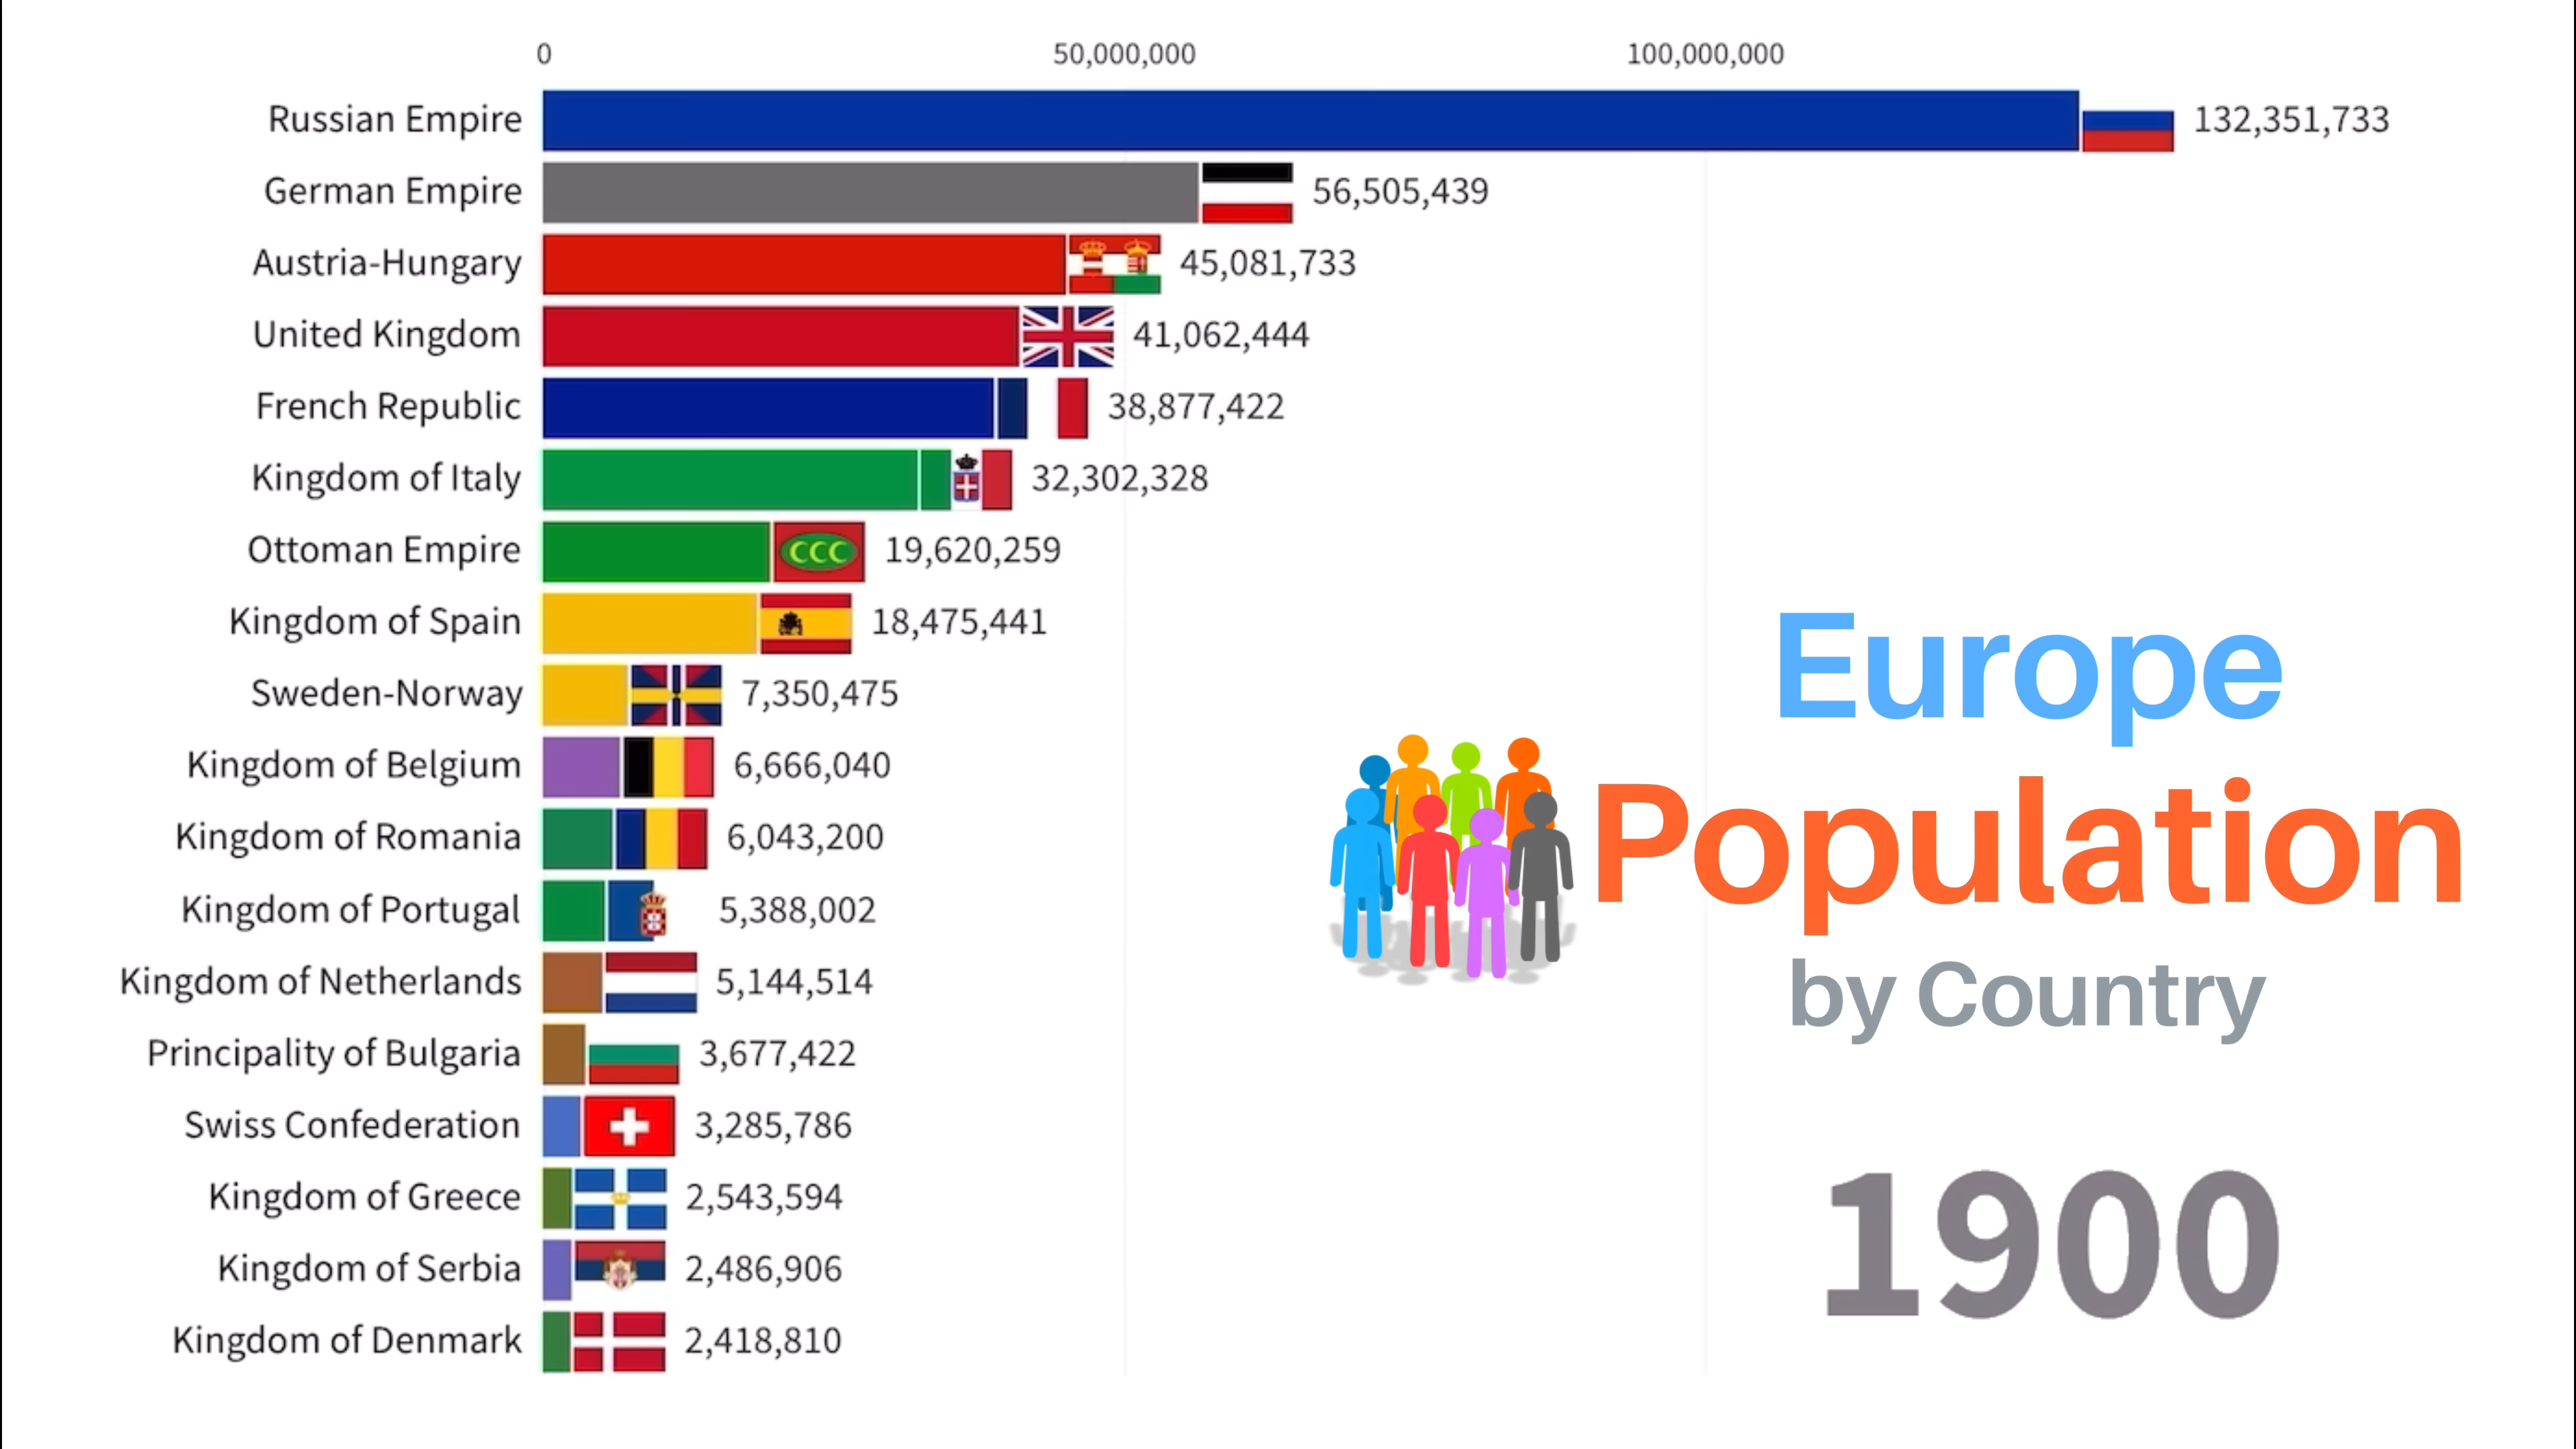 0 50,000,000 100,000,000
Russian Empire 132,351,733
German Empire 56,505,439
Austria-Hungary 45,081,733
United Kingdom 41,062,444
French Republic 38,877,422
Kingdom of Italy 32,302,328
Ottoman Empire CCC 19,620,259
Kingdom of Spain 18,475,441
Sweden-Norway 7,350,475
Kingdom of Belgium 6,666,040
Kingdom of Romania 6,043,200
Kingdom of Portugal 5,388,002
Kingdom of Netherlands 5,144,514
Principality of Bulgaria 3,677,422
Swiss Confederation 3,285,786
Kingdom of Greece 2,543,594
Kingdom of Serbia 2,486,906
Kingdom of Denmark 2,418,810
Europe
Population
by Country
1900